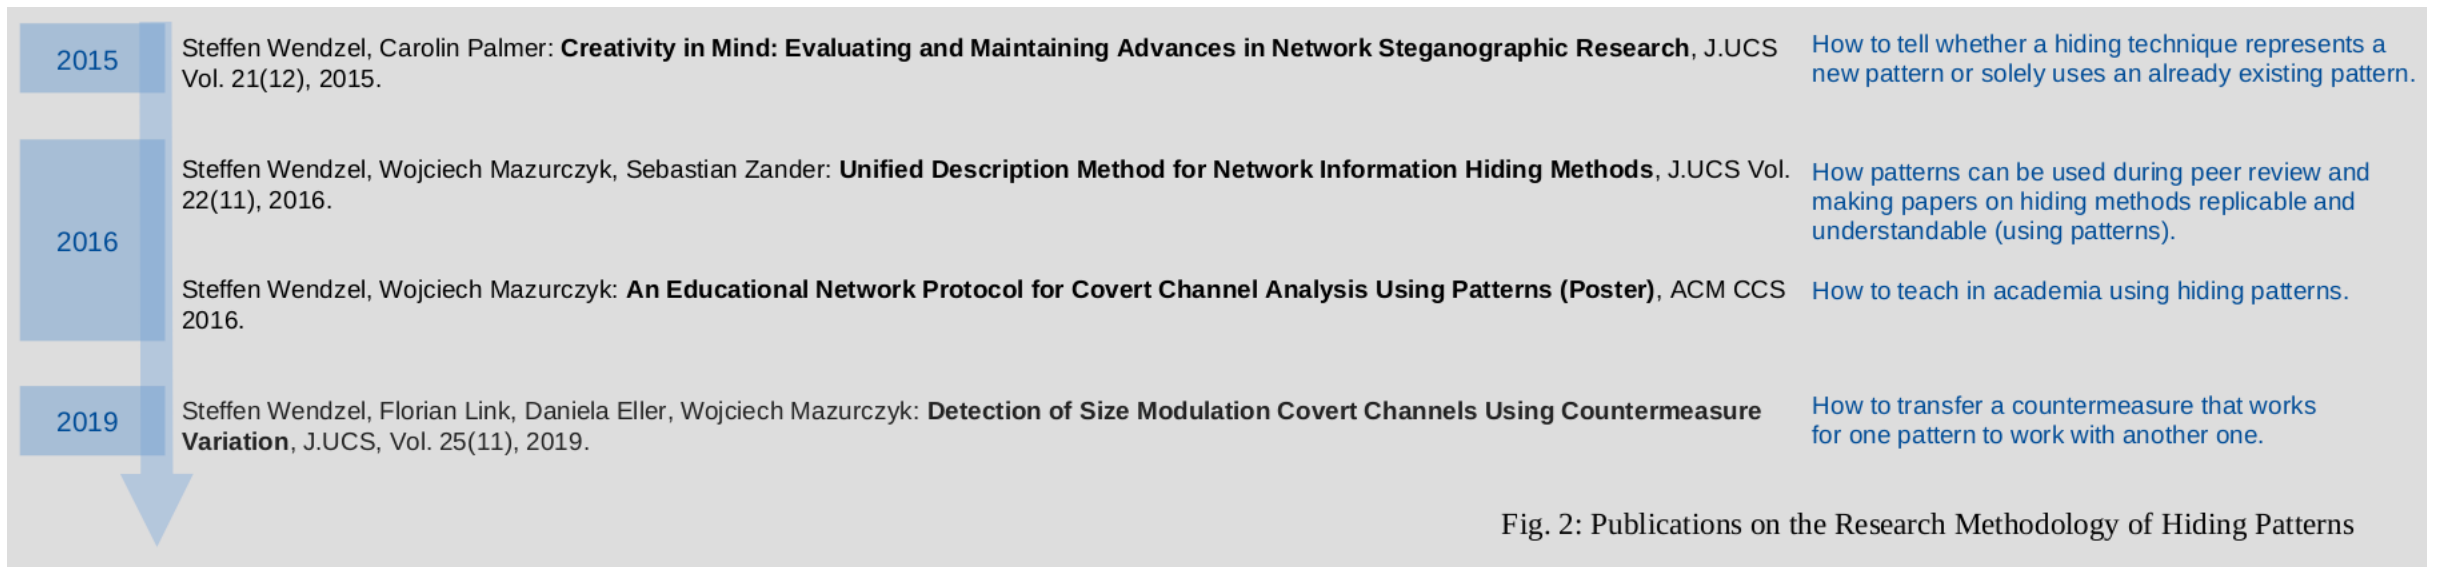 2015
Steffen Wendzel, Carolin Palmer: Creativity in Mind: Evaluating and Maintaining Advances in Network Steganographic Research, J.UCS
Vol. 21(12), 2015.
How to tell whether a hiding technique represents a
new pattern or solely uses an already existing pattern.
2016
Steffen Wendzel, Wojciech Mazurczyk, Sebastian Zander: Unified Description Method for Network Information Hiding Methods, J.UCS Vol.
22(11), 2016.
How patterns can be used during peer review and
making papers on hiding methods replicable and
understandable (using patterns).
Steffen Wendzel, Wojciech Mazurczyk: An Educational Network Protocol for Covert Channel Analysis Using Patterns (Poster), ACM CCS
2016.
How to teach in academia using hiding patterns.
2019
Steffen Wendzel, Florian Link, Daniela Eller, Wojciech Mazurczyk: Detection of Size Modulation Covert Channels Using Countermeasure
Variation, J.UCS, Vol. 25(11), 2019.
How to transfer a countermeasure that works
for one pattern to work with another one.
Fig. 2: Publications on the Research Methodology of Hiding Patterns